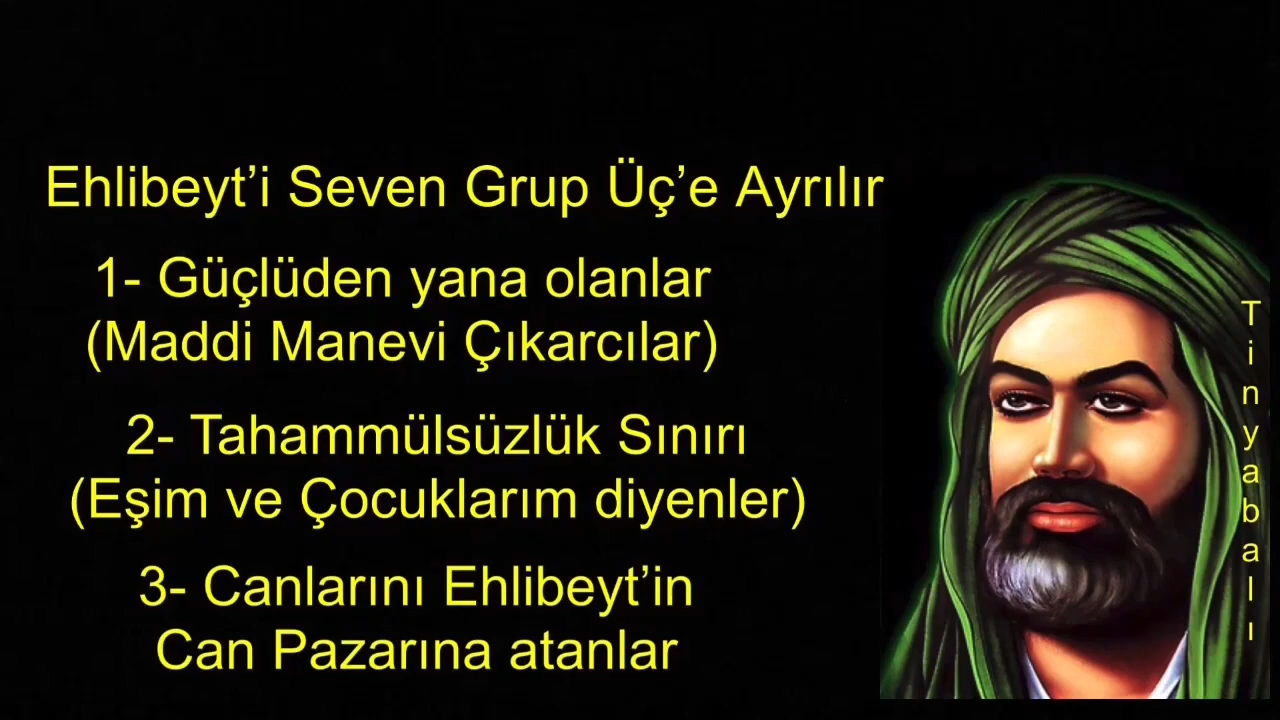 Ehlibeyt’i Seven Grup Üç’e Ayrılır
1- Güçlüden yana olanlar
(Maddi Manevi Çıkarcılar)
2- Tahammülsüzlük Sınırı
(Eşim ve Çocuklarım diyenler)
3- Canlarını Ehlibeyt’in
Can Pazarına atanlar
Tinyabalı